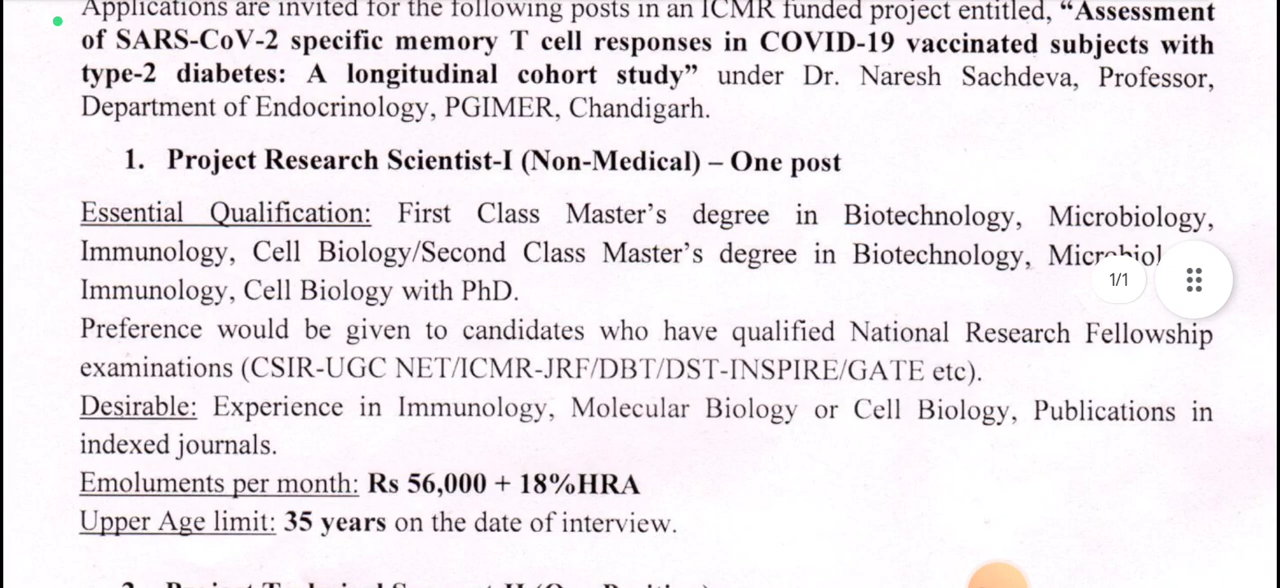 Applications are invited for the following posts in an ICMR funded project entitled, “Assessment
of SARS-CoV-2 specific memory T cell responses in COVID-19 vaccinated subjects with
type-2 diabetes: A longitudinal cohort study” under Dr. Naresh Sachdeva, Professor,
Department of Endocrinology, PGIMER, Chandigarh.
1. Project Research Scientist-I (Non-Medical) – One post
Essential Qualification: First Class Master’s degree in Biotechnology, Microbiology,
Immunology, Cell Biology/Second Class Master’s degree in Biotechnology,
1/1
Immunology, Cell Biology with PhD.
Preference would be given to candidates who have qualified National Research Fellowship
examinations (CSIR-UGC NET/ICMR-JRF/DBT/DST-INSPIRE/GATE etc).
Desirable: Experience in Immunology, Molecular Biology or Cell Biology, Publications in
indexed journals.
Emoluments per month: Rs 56,000 + 18%HRA
Upper Age limit: 35 years on the date of interview.